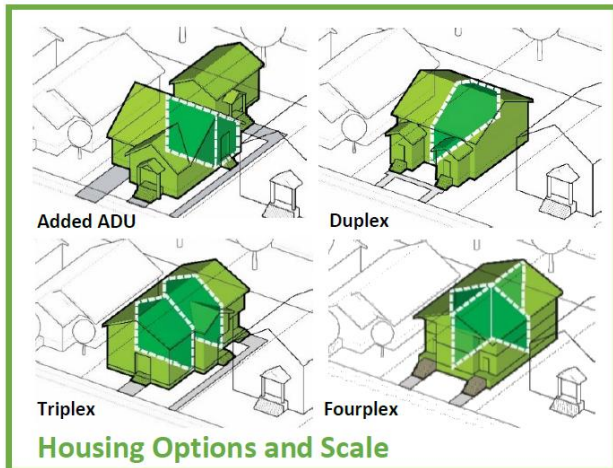 Added ADU
Duplex
Triplex
Fourplex
Housing Options and Scale